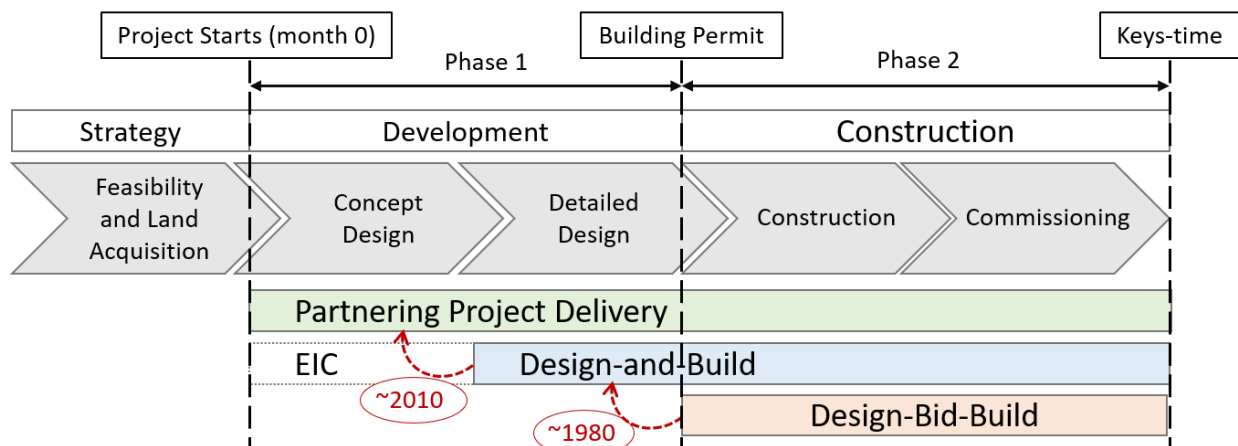 Project Starts (month 0)
Building Permit
Keys-time
Phase 1
Phase 2
Strategy
Development
Construction
Feasibility
and Land
Acquisition
Concept
Design
Detailed
Design
Construction
Commissioning
Partnering Project Delivery
EIC
Design-and-Build
~2010
Design-Bid-Build
~1980